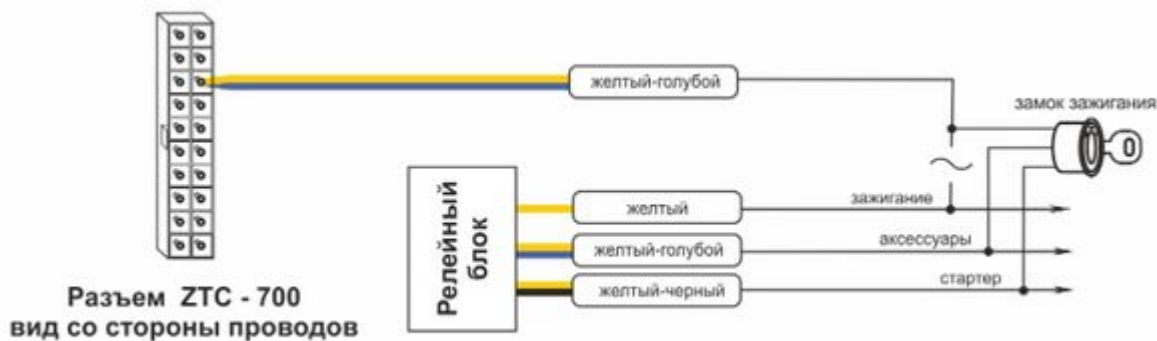 желтый-голубой
замок зажигания
Релейный
блок
желтый
зажигание
желтый-голубой
аксессуары
желтый-черный
стартер
Разъем ZTC - 700
вид со стороны проводов